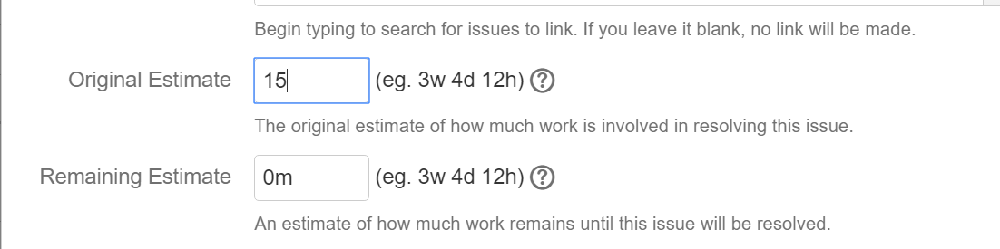 Begin typing to search for issues to link. If you leave it blank, no link will be made.
Original Estimate 15 (eg. 3w 4d 12h) ?
The original estimate of how much work is involved in resolving this issue.
Remaining Estimate 0m (eg. 3w 4d 12h) ?
An estimate of how much work remains until this issue will be resolved.